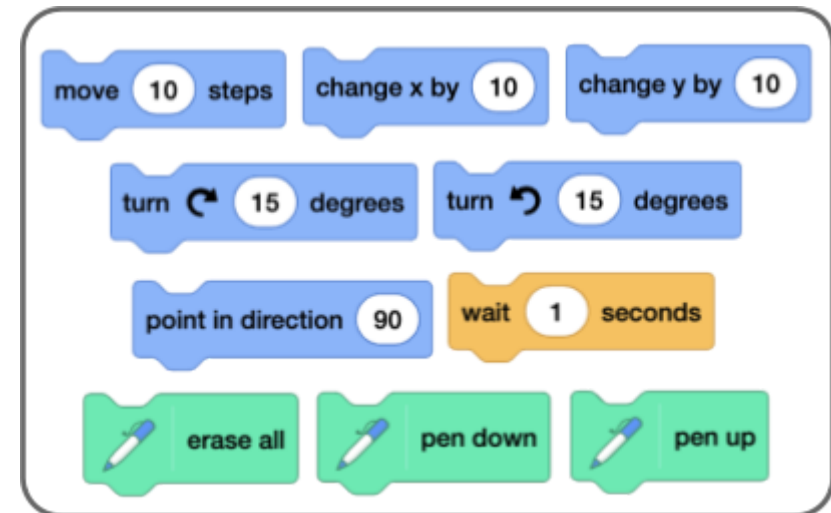 move 10 steps change x by 10 change y by 10
turn 15 degrees turn 15 degrees
point in direction 90 wait 1 seconds
erase all pen down pen up